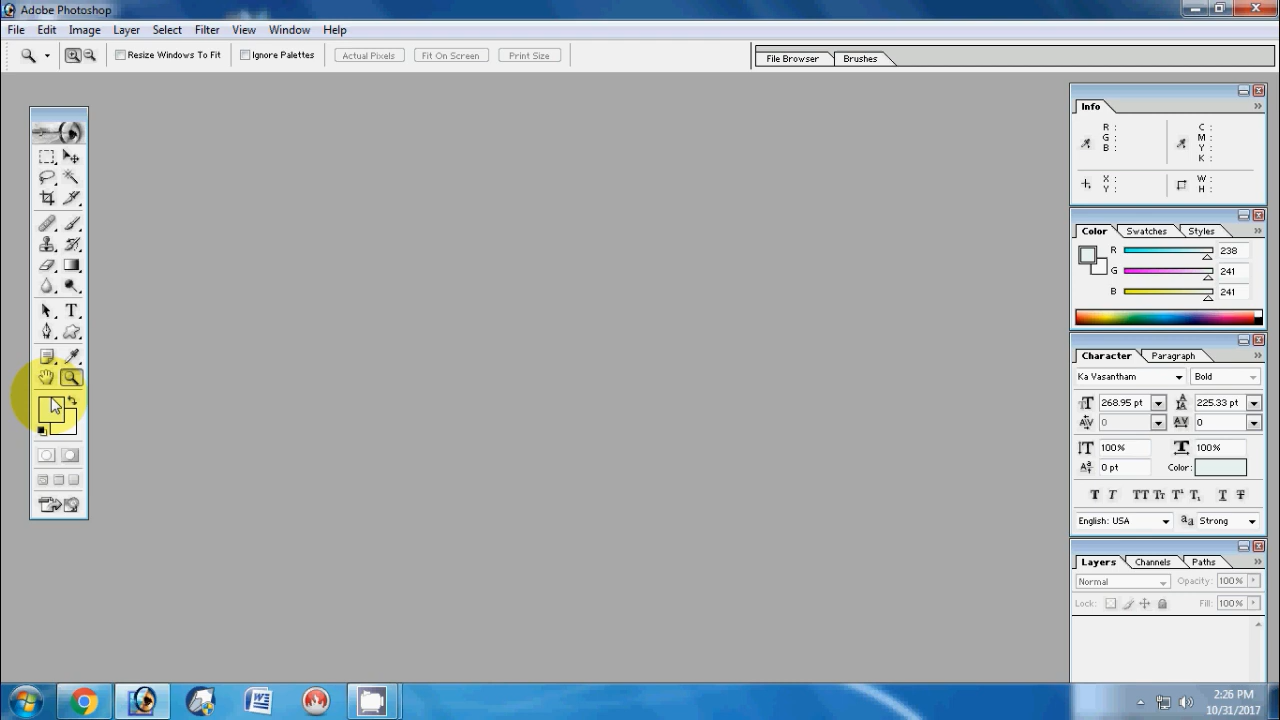 Adobe Photoshop
File Edit Image Layer Select Filter View Window Help
Resize Windows To Fit Ignore Palettes Actual Pixels Fit On Screen Print Size File Browser Brushes
Info
R : C :
G : M :
B : Y :
K :
X : W :
Y : H :
Color Swatches Styles
R 238
G 241
B 241
Character Paragraph
Ka Vasantham Bold
268.95 pt 225.33 pt
0 0
100% 100%
0 pt Color:
English: USA Strong
Layers Channels Paths
Normal Opacity: 100%
Lock: Fill: 100%
2:26 PM
10/31/2017